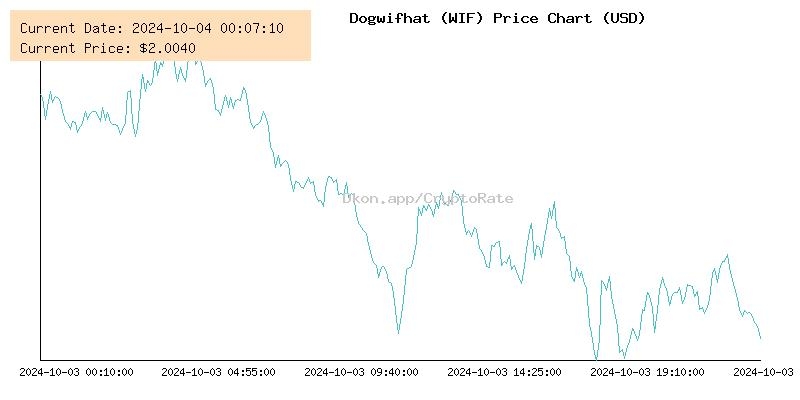 Dogwifhat (WIF) Price Chart (USD)
Current Date: 2024-10-04 00:07:10
Current Price: $2.0040
Dkon.app/CryptoRate
2024-10-03 00:10:00 2024-10-03 04:55:00 2024-10-03 09:40:00 2024-10-03 14:25:00 2024-10-03 19:10:00 2024-10-03